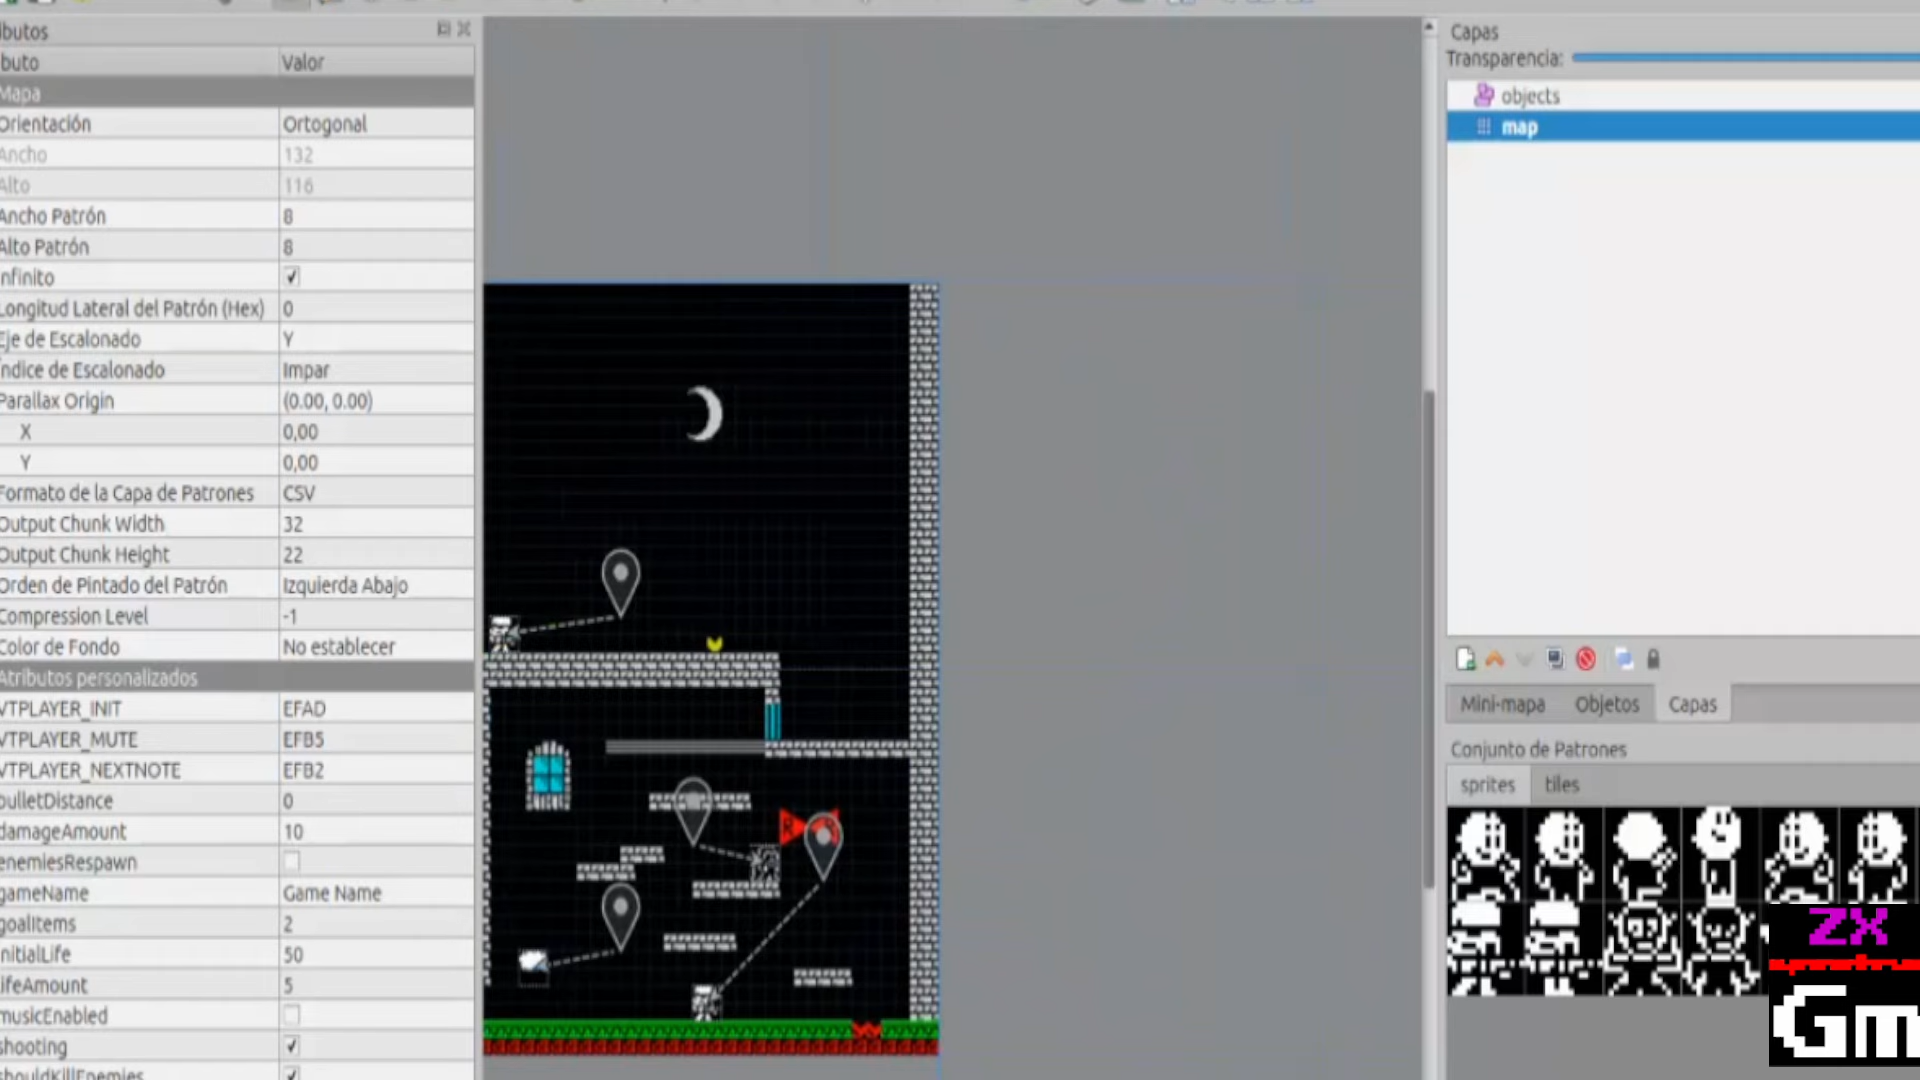 ibutos
buto Valor
Mapa
Orientación Ortogonal
Ancho 132
Alto 116
Ancho Patrón 8
Alto Patrón 8
nfinito
Longitud Lateral del Patrón (Hex) 0
Eje de Escalonado Y
ndice de Escalonado Impar
Parallax Origin (0.00, 0.00)
X 0,00
Y 0,00
Formato de la Capa de Patrones CSV
Output Chunk Width 32
Output Chunk Height 22
Orden de Pintado del Patrón Izquierda Abajo
Compression Level -1
Color de Fondo No establecer
Atributos personalizados
VTPLAYER_INIT EFAD
VTPLAYER_MUTE EFB5
VTPLAYER_NEXTNOTE EFB2
bulletDistance 0
damageAmount 10
enemiesRespawn
gameName Game Name
goalItems 2
nitialLife 50
ifeAmount 5
musicEnabled
shooting
shouldKillEnemies
Capas
Transparencia:
objects
map
Mini-mapa Objetos Capas
Conjunto de Patrones
sprites tiles
ZX
Gm